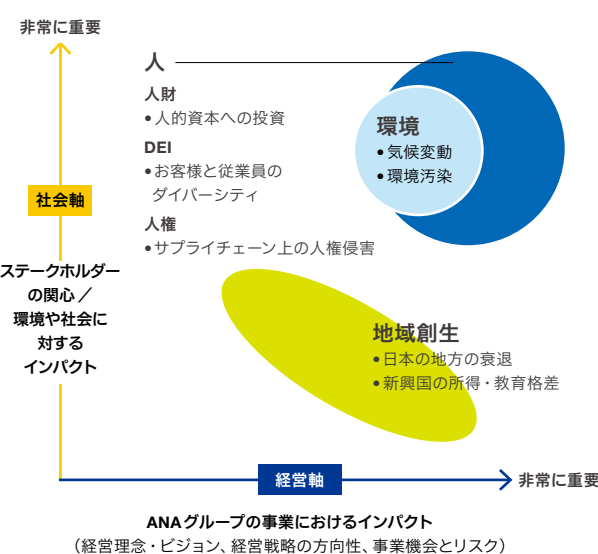 非常に重要
人
人財
•人的資本への投資
DEI
•お客様と従業員の
ダイバーシティ
人権
•サプライチェーン上の人権侵害
環境
•気候変動
•環境汚染
社会軸
ステークホルダー
の関心／
環境や社会に
対する
インパクト
地域創生
•日本の地方の衰退
•新興国の所得・教育格差
経営軸
非常に重要
ANAグループの事業におけるインパクト
（経営理念・ビジョン、経営戦略の方向性、事業機会とリスク）